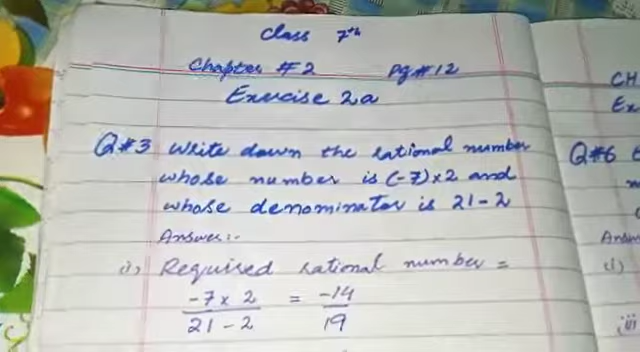 Class 7th
Chapter #2 Pg#12
Exercise 2a
Q#3 Write down the rational number
whose number is (-7)×2 and
whose denominator is 21-2
Answer:-
(i) Required rational number =
-7 × 2 = -14
21-2 19
CH
Ex
Q#6
Answ
(i)
(iii